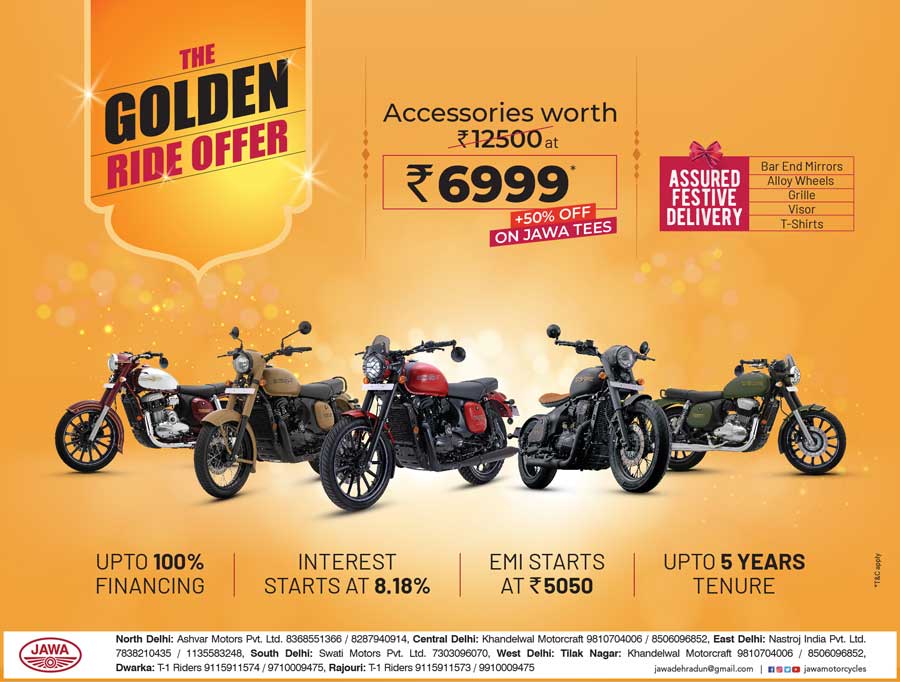 THE
GOLDEN
RIDE OFFER
Accessories worth
₹12500 at
₹6999*
+50% OFF
ON JAWA TEES
ASSURED
FESTIVE
DELIVERY
Bar End Mirrors
Alloy Wheels
Grille
Visor
T-Shirts
UPTO 100%
FINANCING
INTEREST
STARTS AT 8.18%
EMI STARTS
AT ₹5050
UPTO 5 YEARS
TENURE
*T&C apply
JAWA
North Delhi: Ashvar Motors Pvt. Ltd. 8368551366 / 8287940914, Central Delhi: Khandelwal Motorcraft 9810704006 / 8506096852, East Delhi: Nastroj India Pvt. Ltd.
7838210435 / 1135583248, South Delhi: Swati Motors Pvt. Ltd. 7303096070, West Delhi: Tilak Nagar: Khandelwal Motorcraft 9810704006 / 8506096852,
Dwarka: T-1 Riders 9115911574 / 9710009475, Rajouri: T-1 Riders 9115911573 / 9910009475
jawadehradun@gmail.com | jawamotorcycles